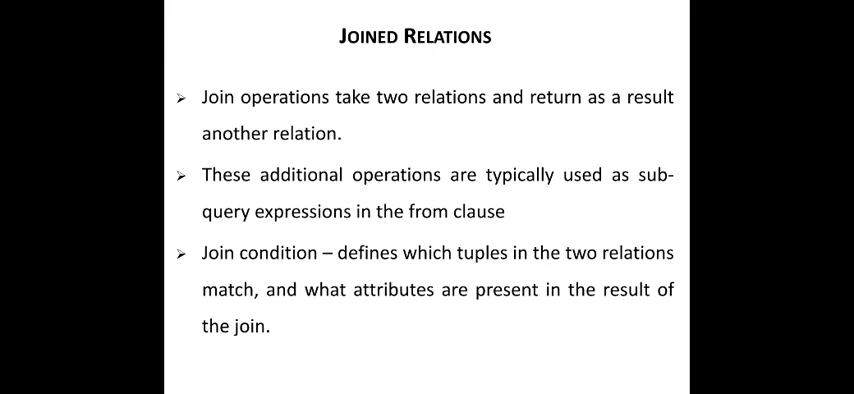 JOINED RELATIONS
➢ Join operations take two relations and return as a result
another relation.
➢ These additional operations are typically used as sub-
query expressions in the from clause
➢ Join condition – defines which tuples in the two relations
match, and what attributes are present in the result of
the join.